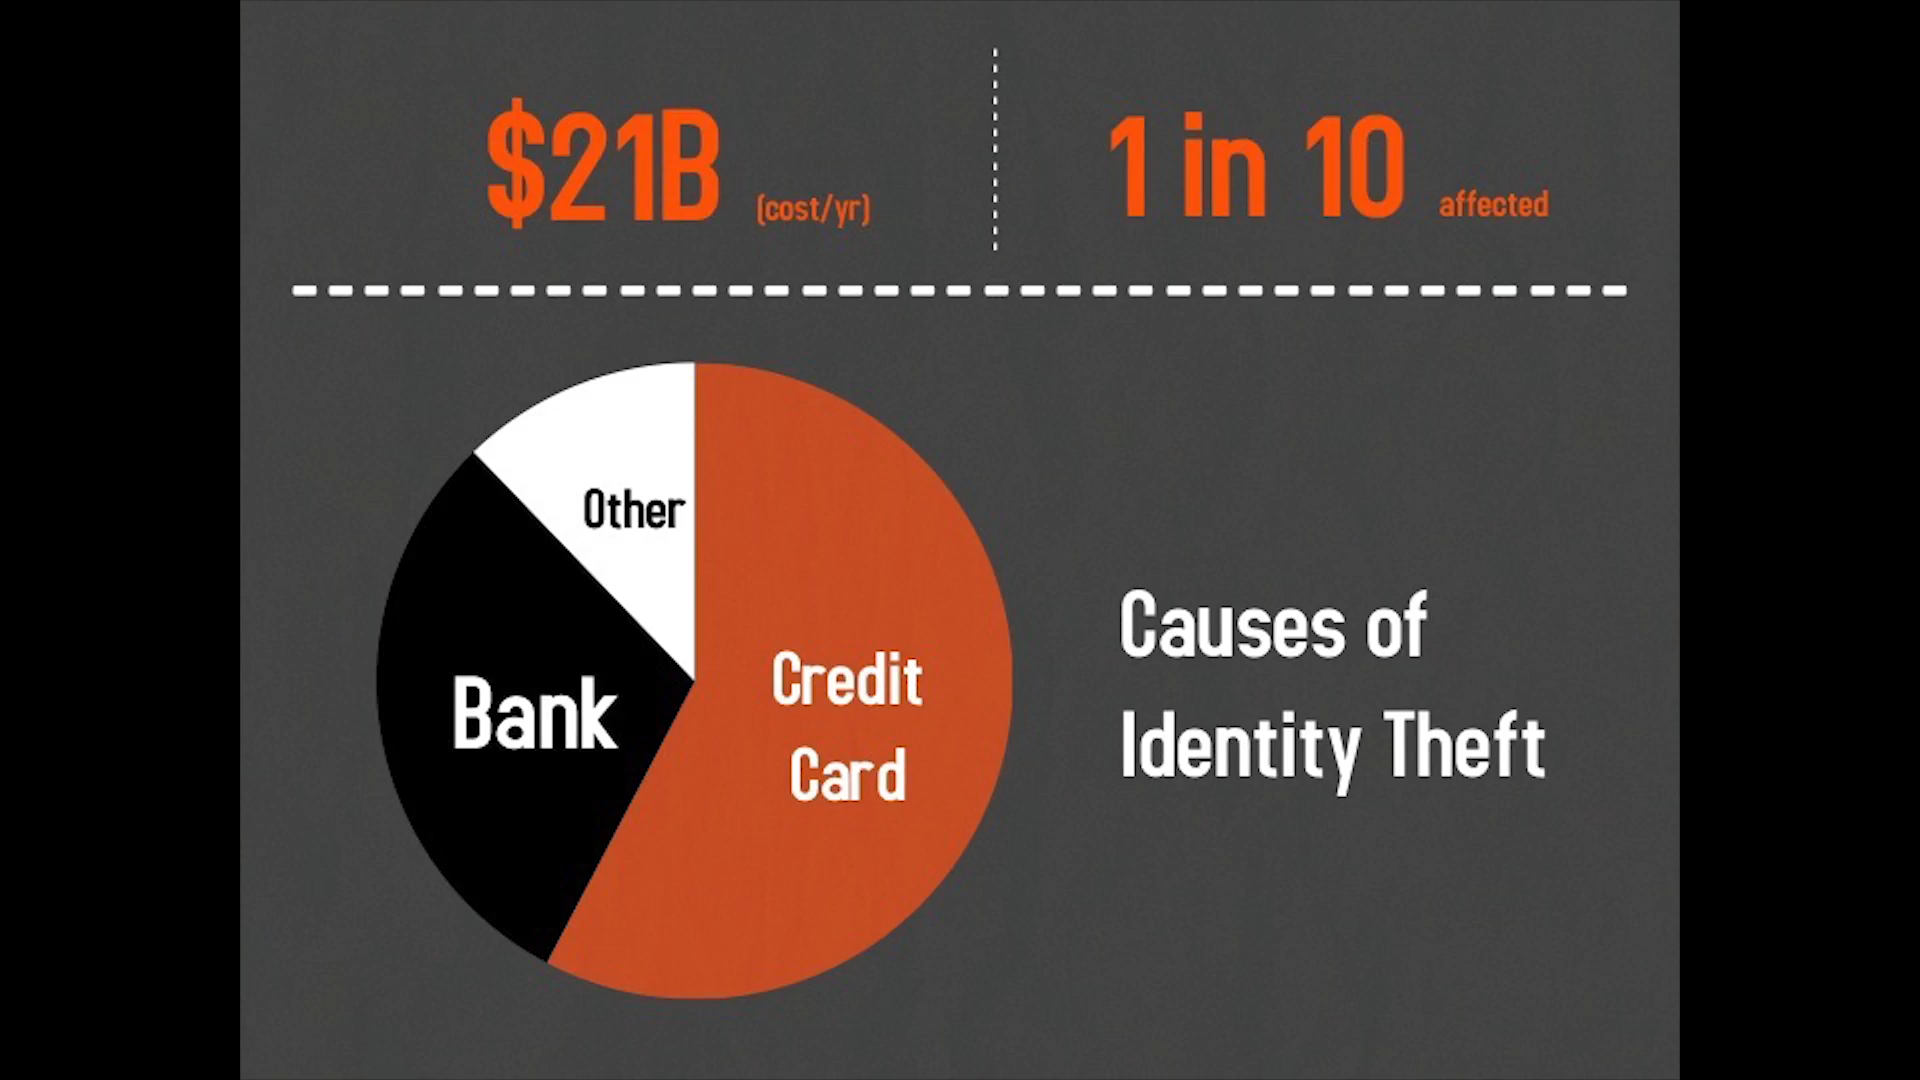 $21B (cost/yr)
1 in 10 affected
Other
Bank
Credit
Card
Causes of
Identity Theft